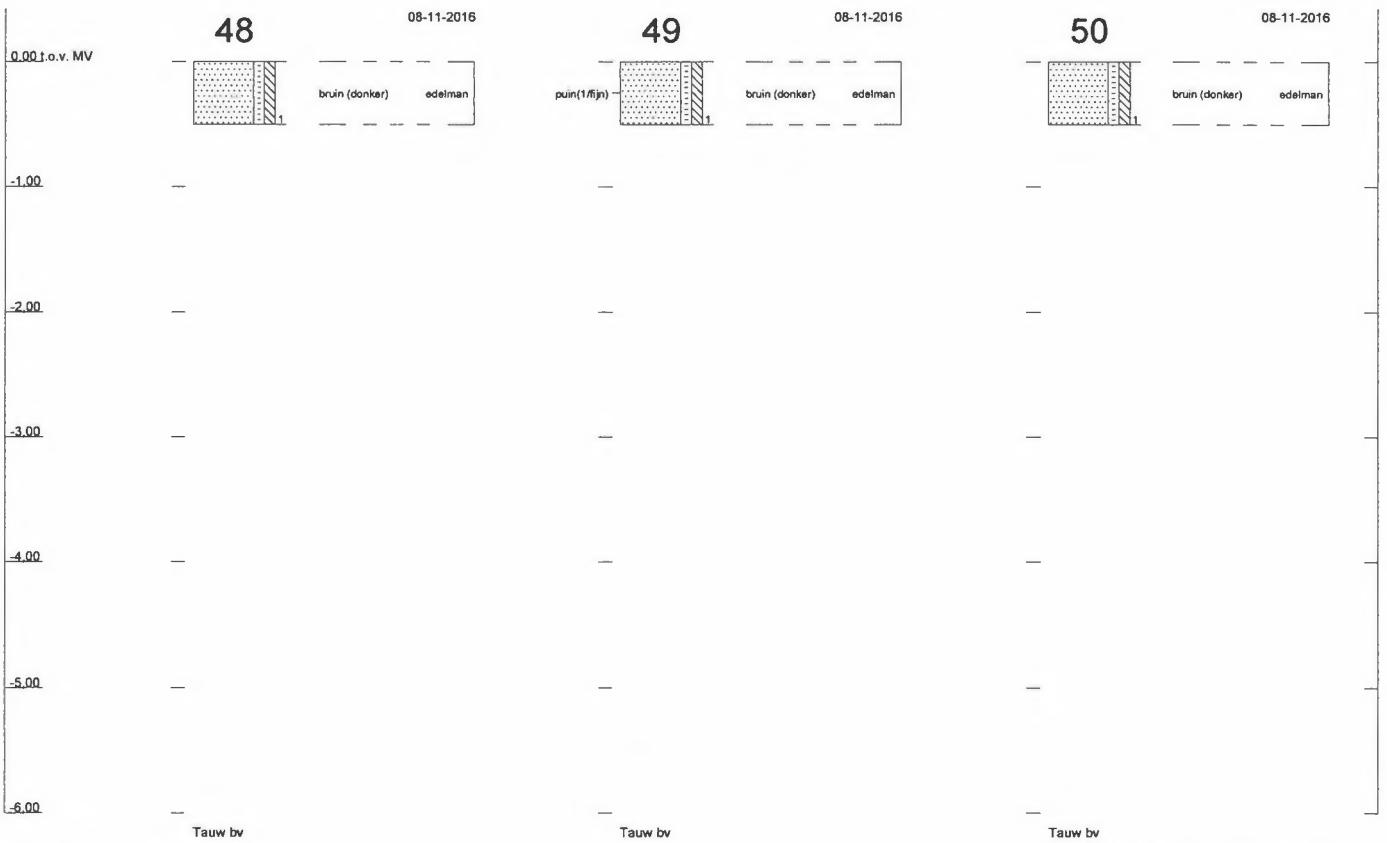 48 08-11-2016 49 08-11-2016 50 08-11-2016
0.00 t.o.v. MV
bruin (donker) edelman puin(1/fijn) bruin (donker) edelman bruin (donker) edelman
1 1 1
-1,00
-2,00
-3,00
-4,00
-5,00
-6,00
Tauw bv Tauw bv Tauw bv